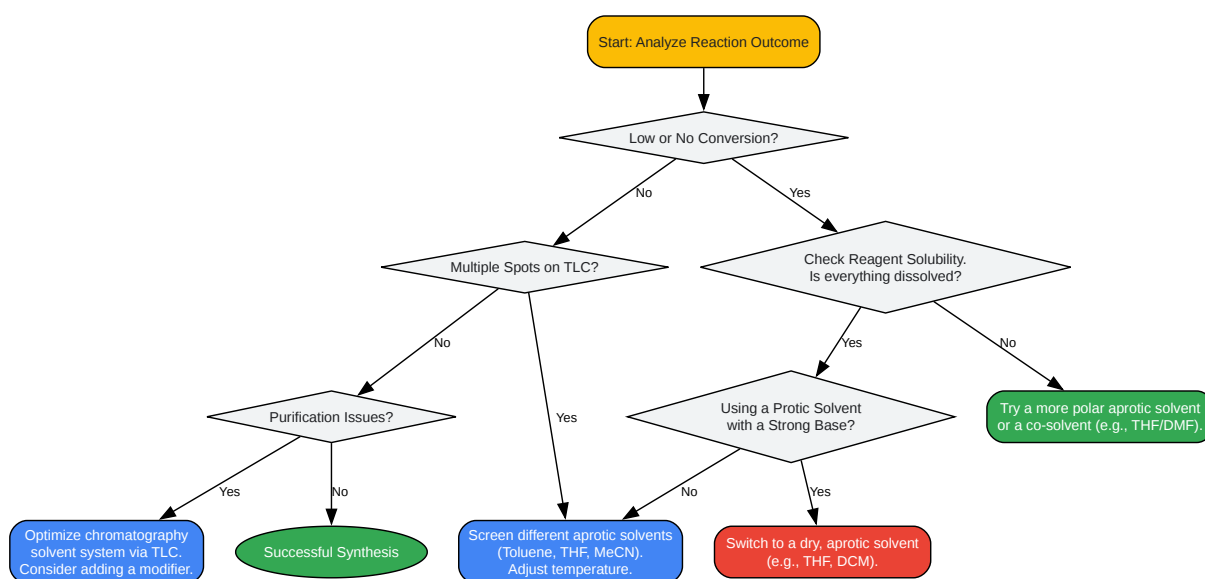 Start: Analyze Reaction Outcome
Low or No Conversion?
No
Yes
Multiple Spots on TLC?
Check Reagent Solubility.
Is everything dissolved?
No
Yes
No
Purification Issues?
Yes
Using a Protic Solvent
with a Strong Base?
Try a more polar aprotic solvent
or a co-solvent (e.g., THF/DMF).
Yes
No
No
Yes
Optimize chromatography
solvent system via TLC.
Consider adding a modifier.
Successful Synthesis
Screen different aprotic solvents
(Toluene, THF, MeCN).
Adjust temperature.
Switch to a dry, aprotic solvent
(e.g., THF, DCM).